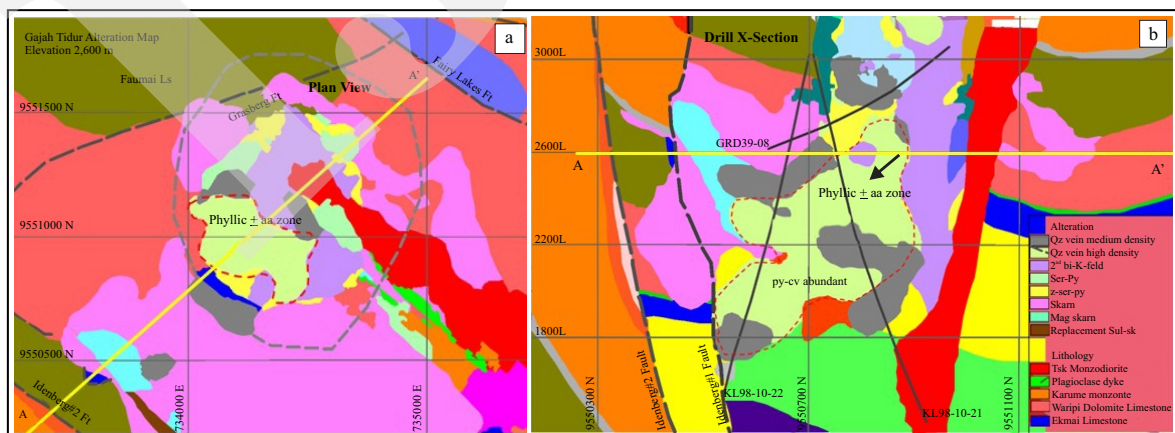 a
Gajah Tidur Alteration Map
Elevation 2,600 m
Faumai Ls
Plan View
Fairy Lakes Ft
A'
9551500 N
Grasberg Ft
Phyllic ± aa zone
9551000 N
9550500 N
Idenberg#2 Ft
A
734000 E
735000 E
b
Drill X-Section
3000L
GRD39-08
2600L
A
A'
Phyllic ± aa zone
2200L
py-cv abundant
1800L
Idenberg#2 Fault
Idenberg#1 Fault
KL98-10-22
KL98-10-21
9550300 N
9550700 N
9551100 N
Alteration
Qz vein medium density
Qz vein high density
2nd bi-K-feld
Ser-Py
z-ser-py
Skarn
Mag skarn
Replacement Sul-sk
Lithology
Tsk Monzodiorite
Plagioclase dyke
Karume monzonte
Waripi Dolomite Limestone
Ekmai Limestone